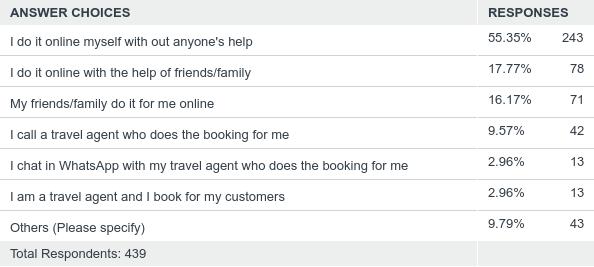 ANSWER CHOICES RESPONSES
I do it online myself with out anyone's help 55.35% 243
I do it online with the help of friends/family 17.77% 78
My friends/family do it for me online 16.17% 71
I call a travel agent who does the booking for me 9.57% 42
I chat in WhatsApp with my travel agent who does the booking for me 2.96% 13
I am a travel agent and I book for my customers 2.96% 13
Others (Please specify) 9.79% 43
Total Respondents: 439